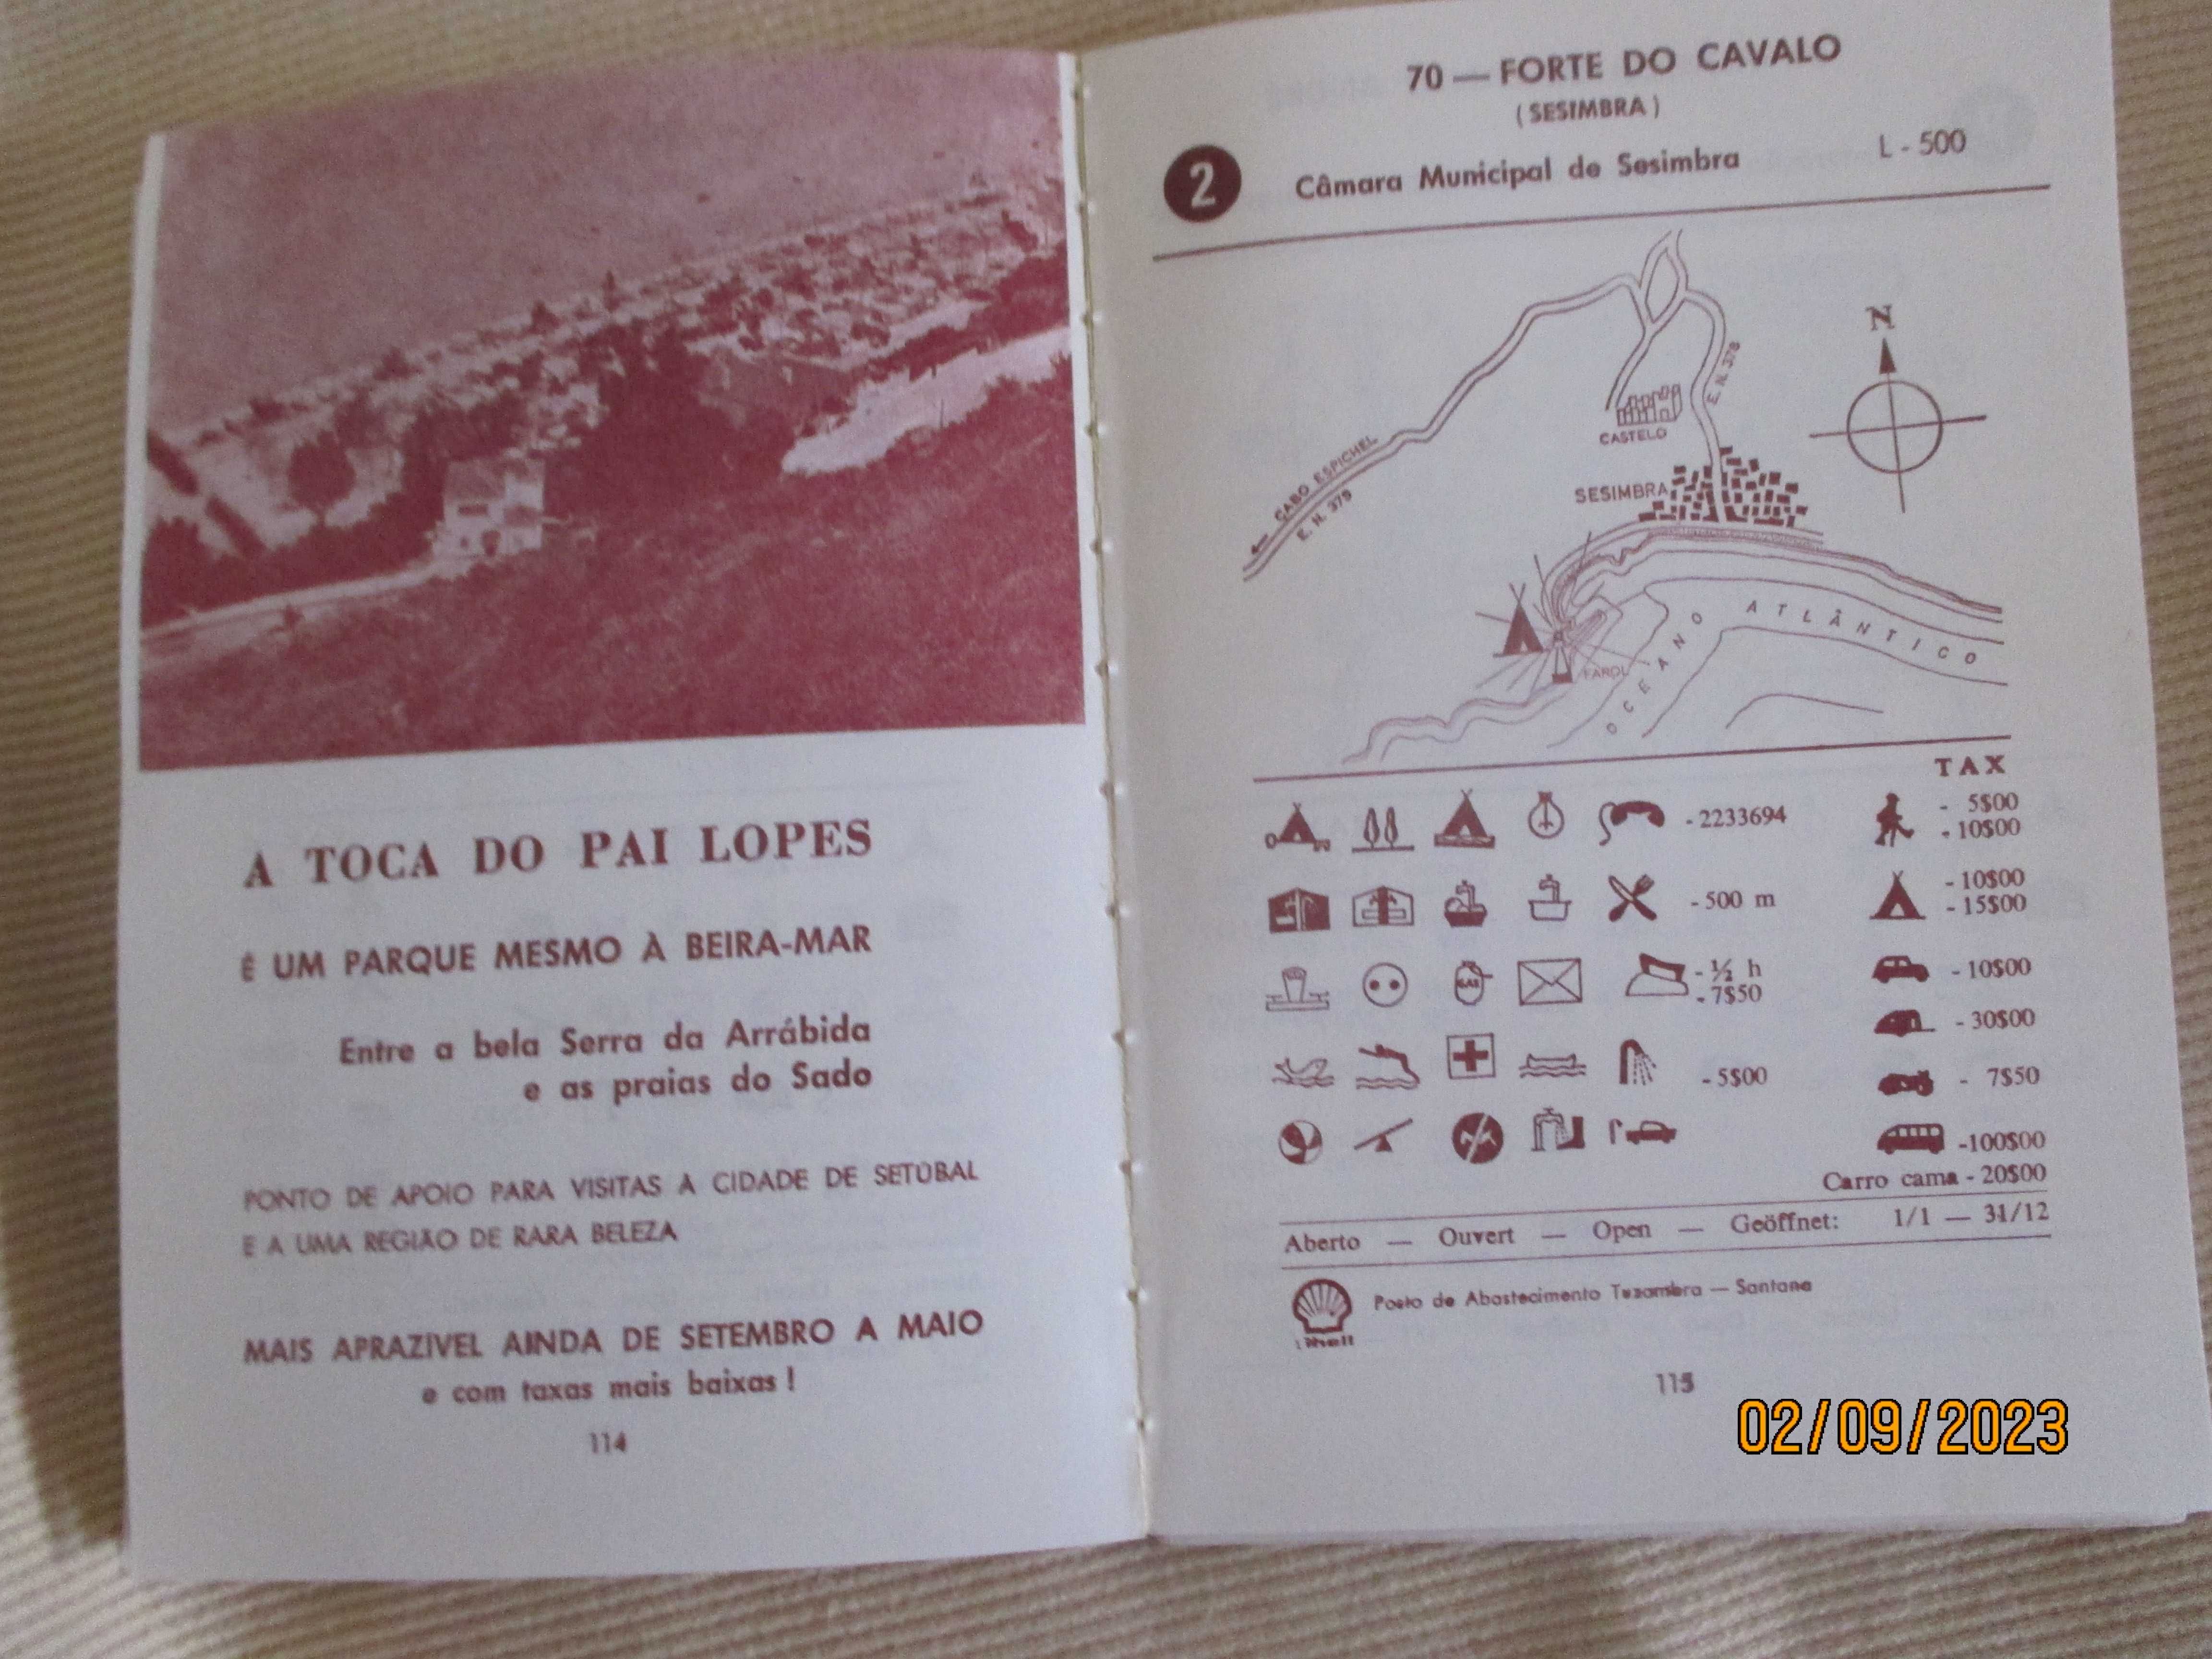 A TOCA DO PAI LOPES
É UM PARQUE MESMO À BEIRA-MAR
Entre a bela Serra da Arrábida
e as praias do Sado
PONTO DE APOIO PARA VISITAS A CIDADE DE SETÚBAL
E A UMA REGIÃO DE RARA BELEZA
MAIS APRAZIVEL AINDA DE SETEMBRO A MAIO
e com taxas mais baixas !
114
70 — FORTE DO CAVALO
( SESIMBRA )
2 Câmara Municipal de Sesimbra L - 500
N
E. N. 378
CASTELO
CABO ESPICHEL
E. N. 379
SESIMBRA
OCEANO ATLÂNTICO
FAROL
TAX
- 2233694
- 5$00
- 10$00
- 500 m
- 10$00
- 15$00
GAS
- ½ h
- 7$50
- 10$00
- 30$00
- 5$00
- 7$50
-100$00
Carro cama - 20$00
Aberto — Ouvert — Open — Geöffnet: 1/1 — 31/12
Posto de Abastecimento Tuzambra — Santana
Shell
115
02/09/2023